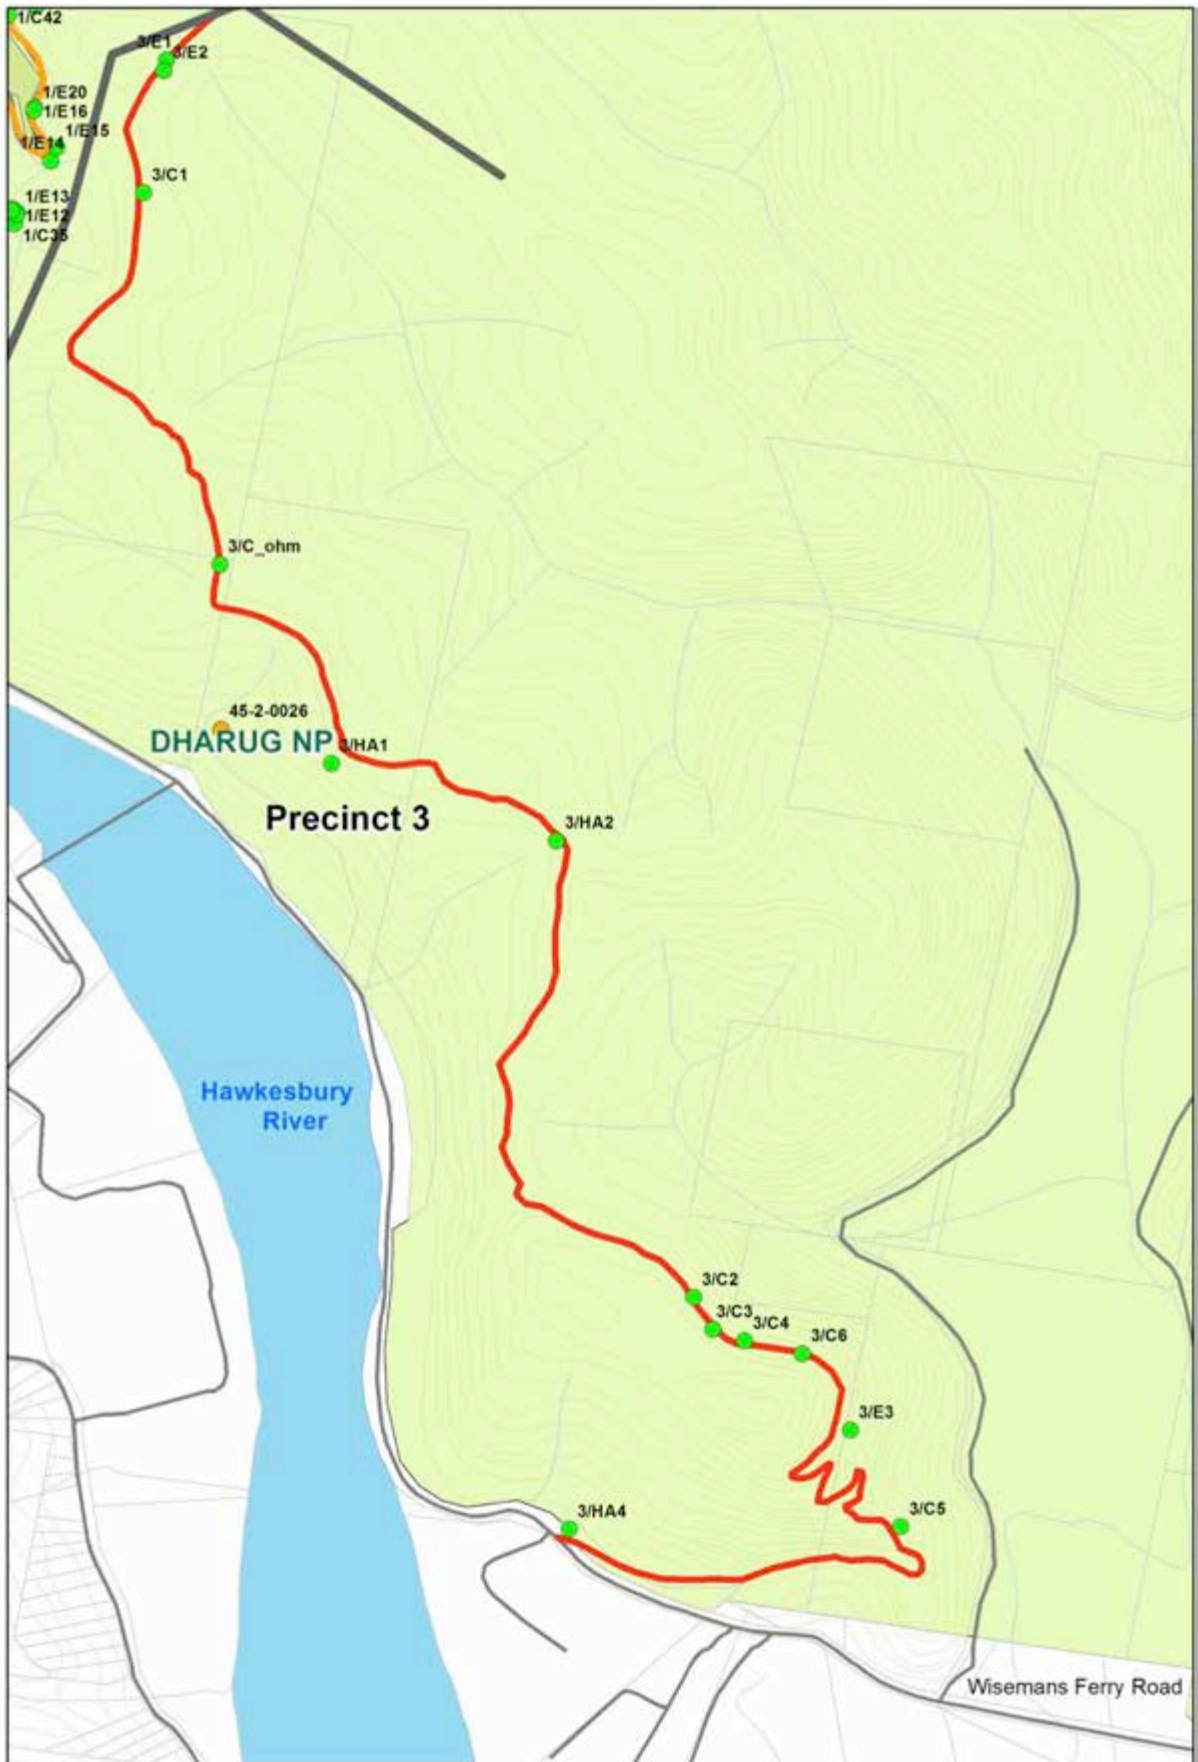 1/C42
3/E1
3/E2
1/E20
1/E16
1/E15
1/E14
3/C1
1/E13
1/E12
1/C35
3/C_ohm
45-2-0026
DHARUG NP
3/HA1
Precinct 3
3/HA2
Hawkesbury
River
3/C2
3/C3
3/C4
3/C6
3/E3
3/C5
3/HA4
Wisemans Ferry Road